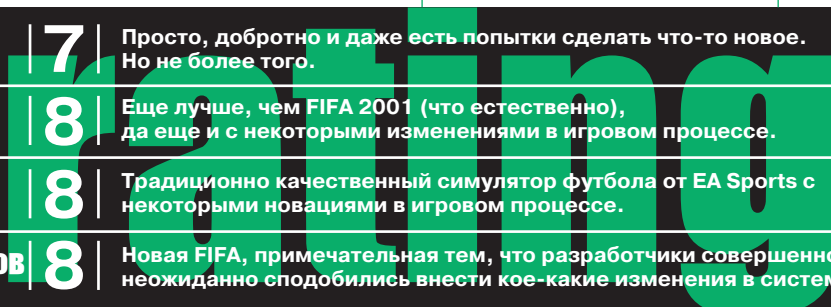 rating
7
Просто, добротно и даже есть попытки сделать что-то новое.
Но не более того.
8
Еще лучше, чем FIFA 2001 (что естественно),
да еще и с некоторыми изменениями в игровом процессе.
8
Традиционно качественный симулятор футбола от EA Sports с
некоторыми новациями в игровом процессе.
ОВ 8
Новая FIFA, примечательная тем, что разработчики совершенно
неожиданно сподобились внести кое-какие изменения в систем